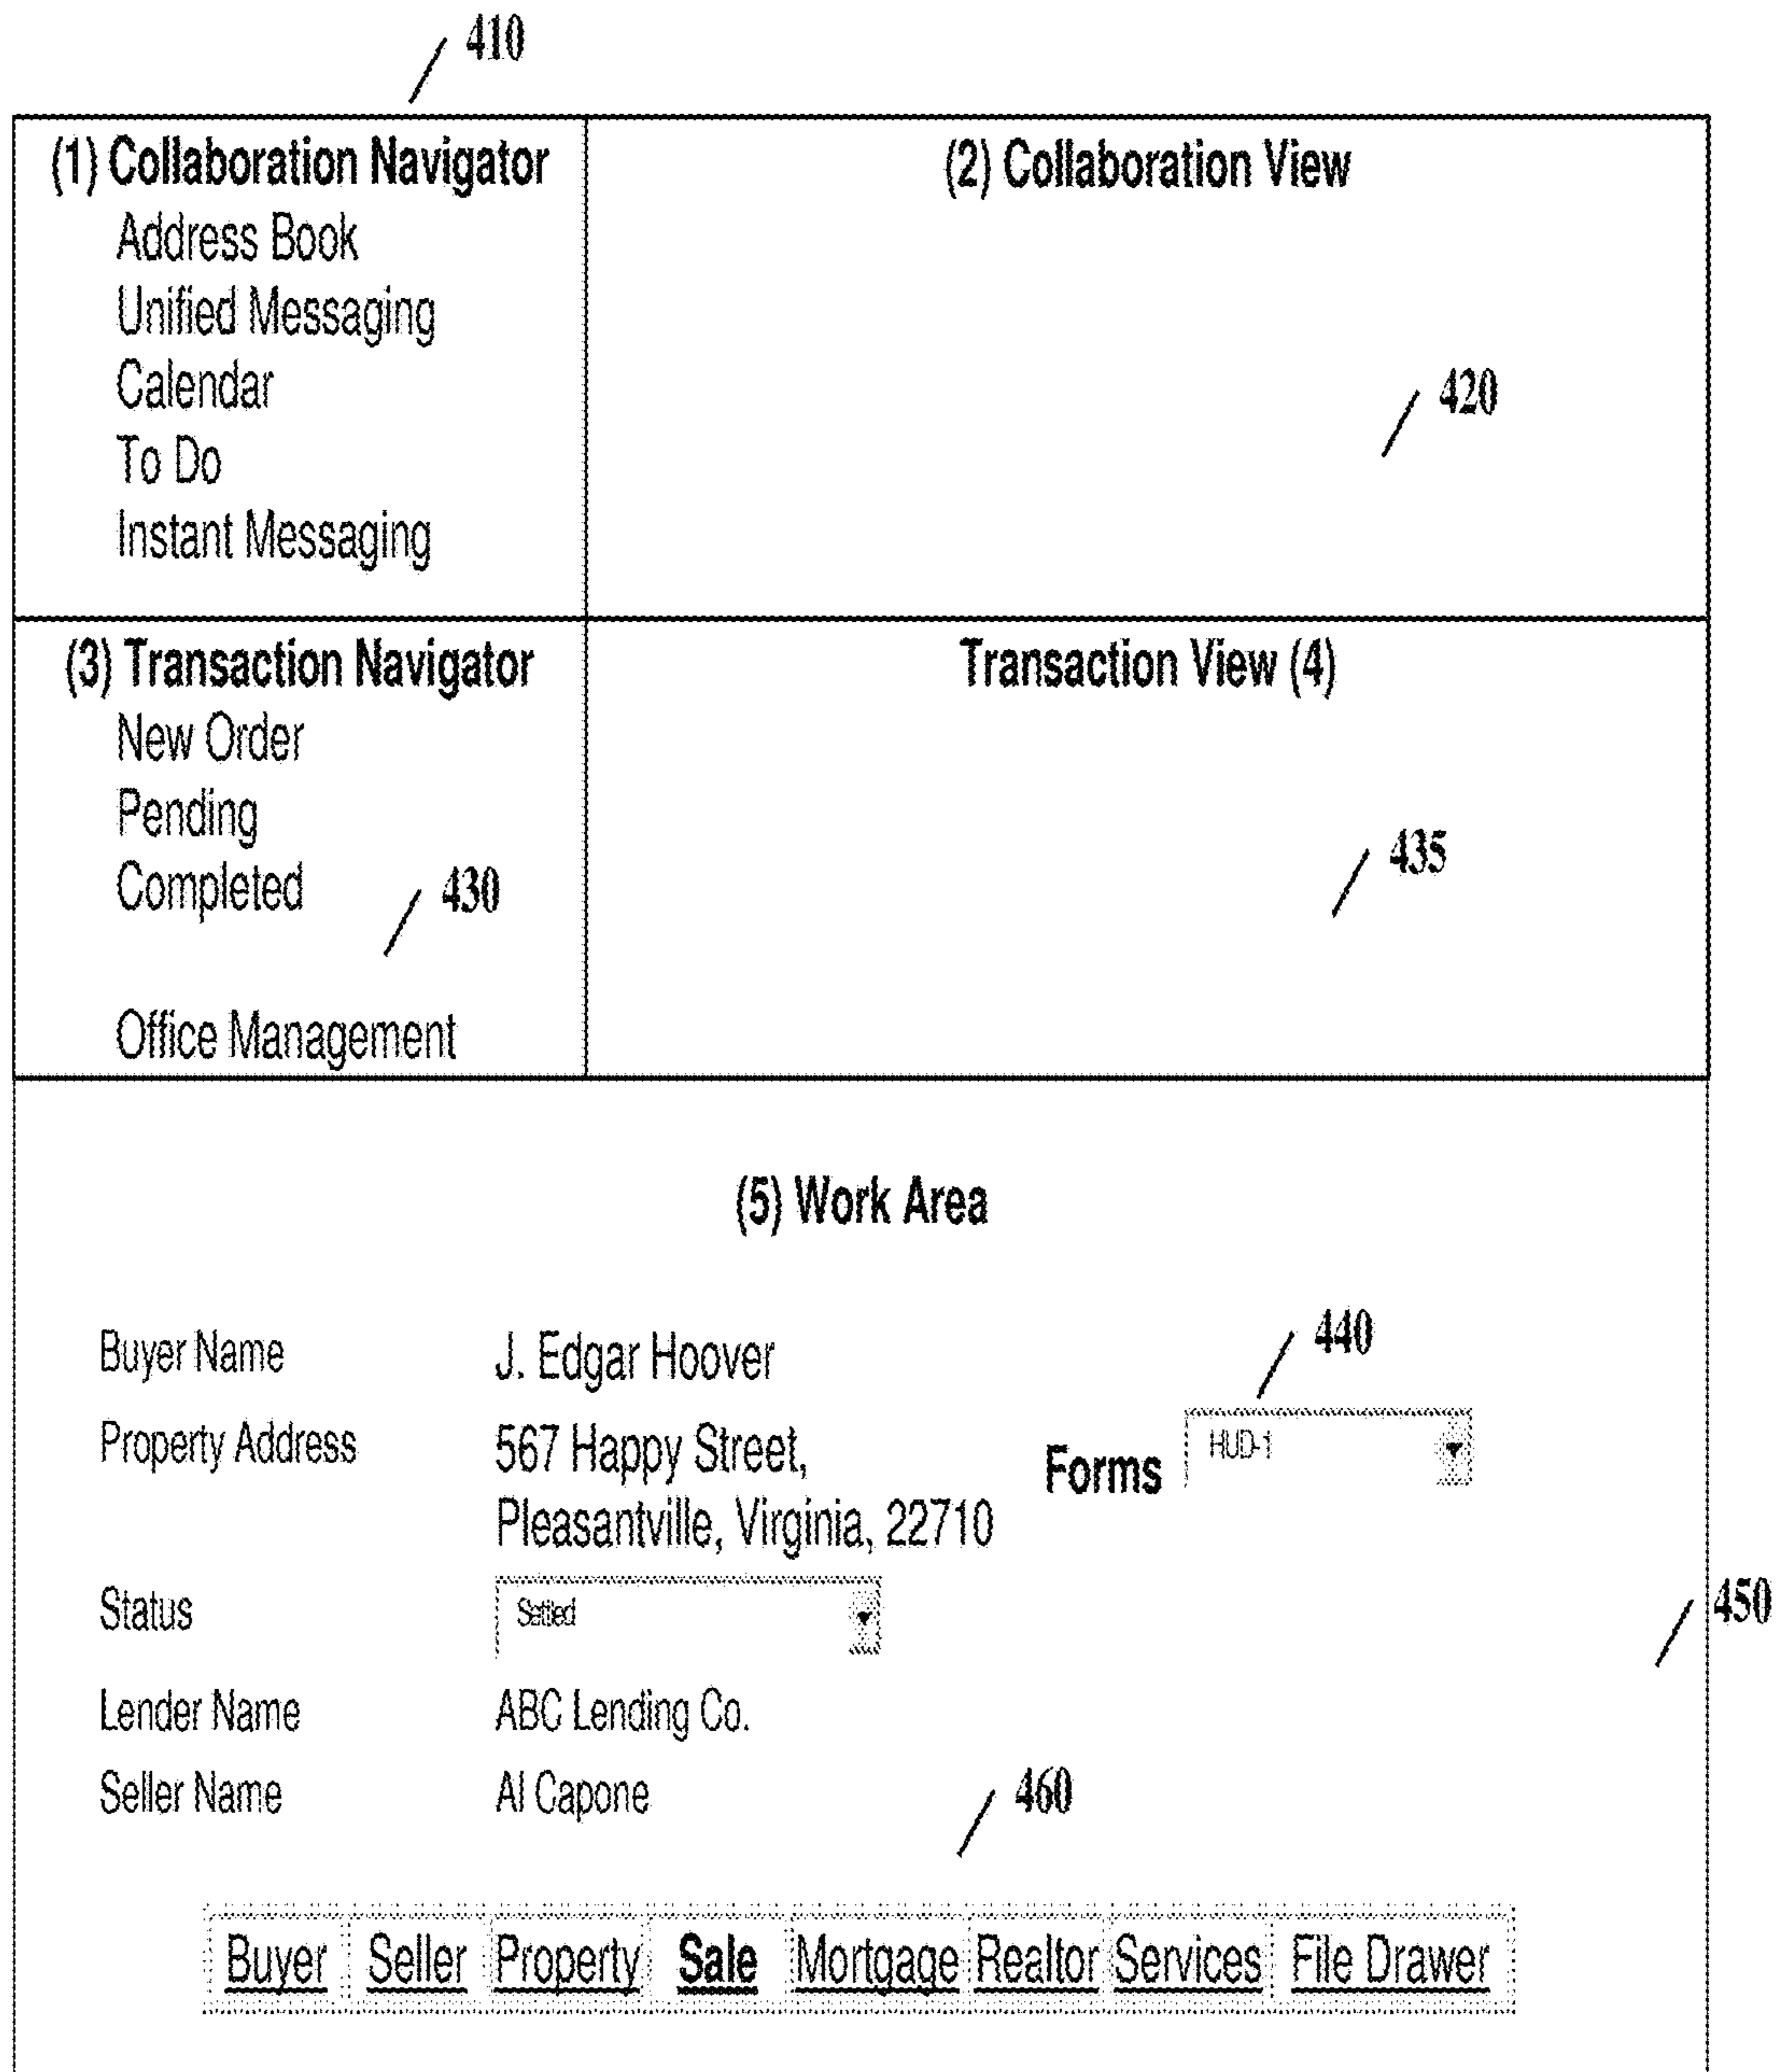 410
(1) Collaboration Navigator
Address Book
Unified Messaging
Calendar
To Do
Instant Messaging
(2) Collaboration View
420
(3) Transaction Navigator
New Order
Pending
Completed
430
Office Management
Transaction View (4)
435
(5) Work Area
Buyer Name J. Edgar Hoover
440
Property Address 567 Happy Street,
Pleasantville, Virginia, 22710
Forms HUD-1
Status Settled
450
Lender Name ABC Lending Co.
Seller Name Al Capone
460
Buyer Seller Property Sale Mortgage Realtor Services File Drawer